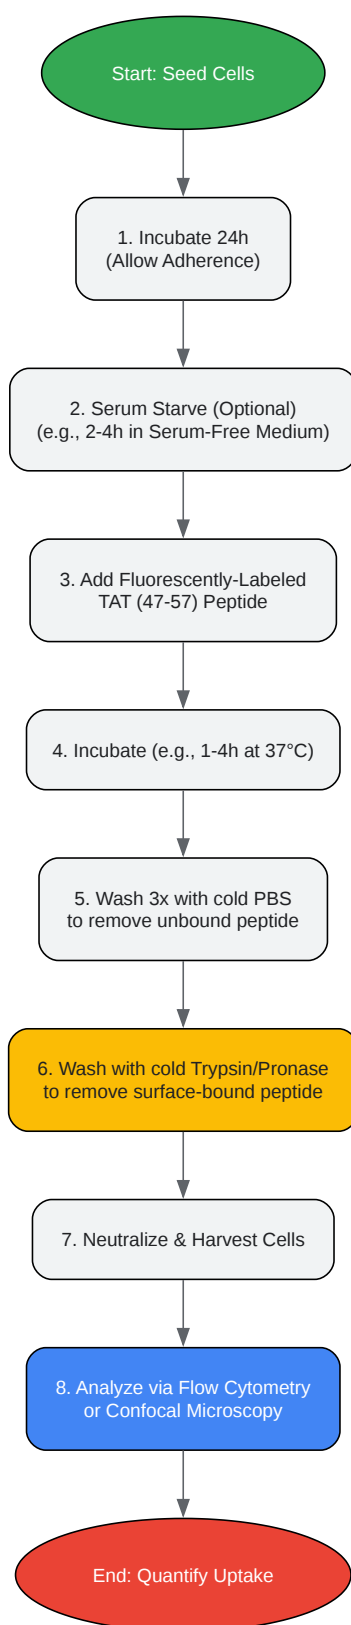 Start: Seed Cells
1. Incubate 24h
(Allow Adherence)
2. Serum Starve (Optional)
(e.g., 2-4h in Serum-Free Medium)
3. Add Fluorescently-Labeled
TAT (47-57) Peptide
4. Incubate (e.g., 1-4h at 37°C)
5. Wash 3x with cold PBS
to remove unbound peptide
6. Wash with cold Trypsin/Pronase
to remove surface-bound peptide
7. Neutralize & Harvest Cells
8. Analyze via Flow Cytometry
or Confocal Microscopy
End: Quantify Uptake